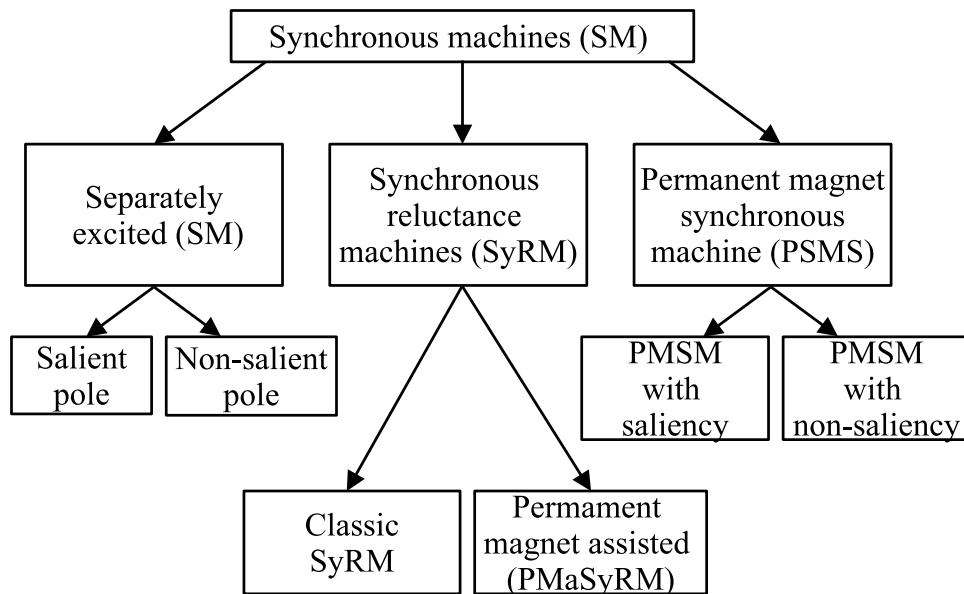 Synchronous machines (SM)
Separately
excited (SM)
Synchronous
reluctance
machines (SyRM)
Permanent magnet
synchronous
machine (PSMS)
Salient
pole
Non-salient
pole
PMSM
with
saliency
PMSM
with
non-saliency
Classic
SyRM
Permament
magnet assisted
(PMaSyRM)